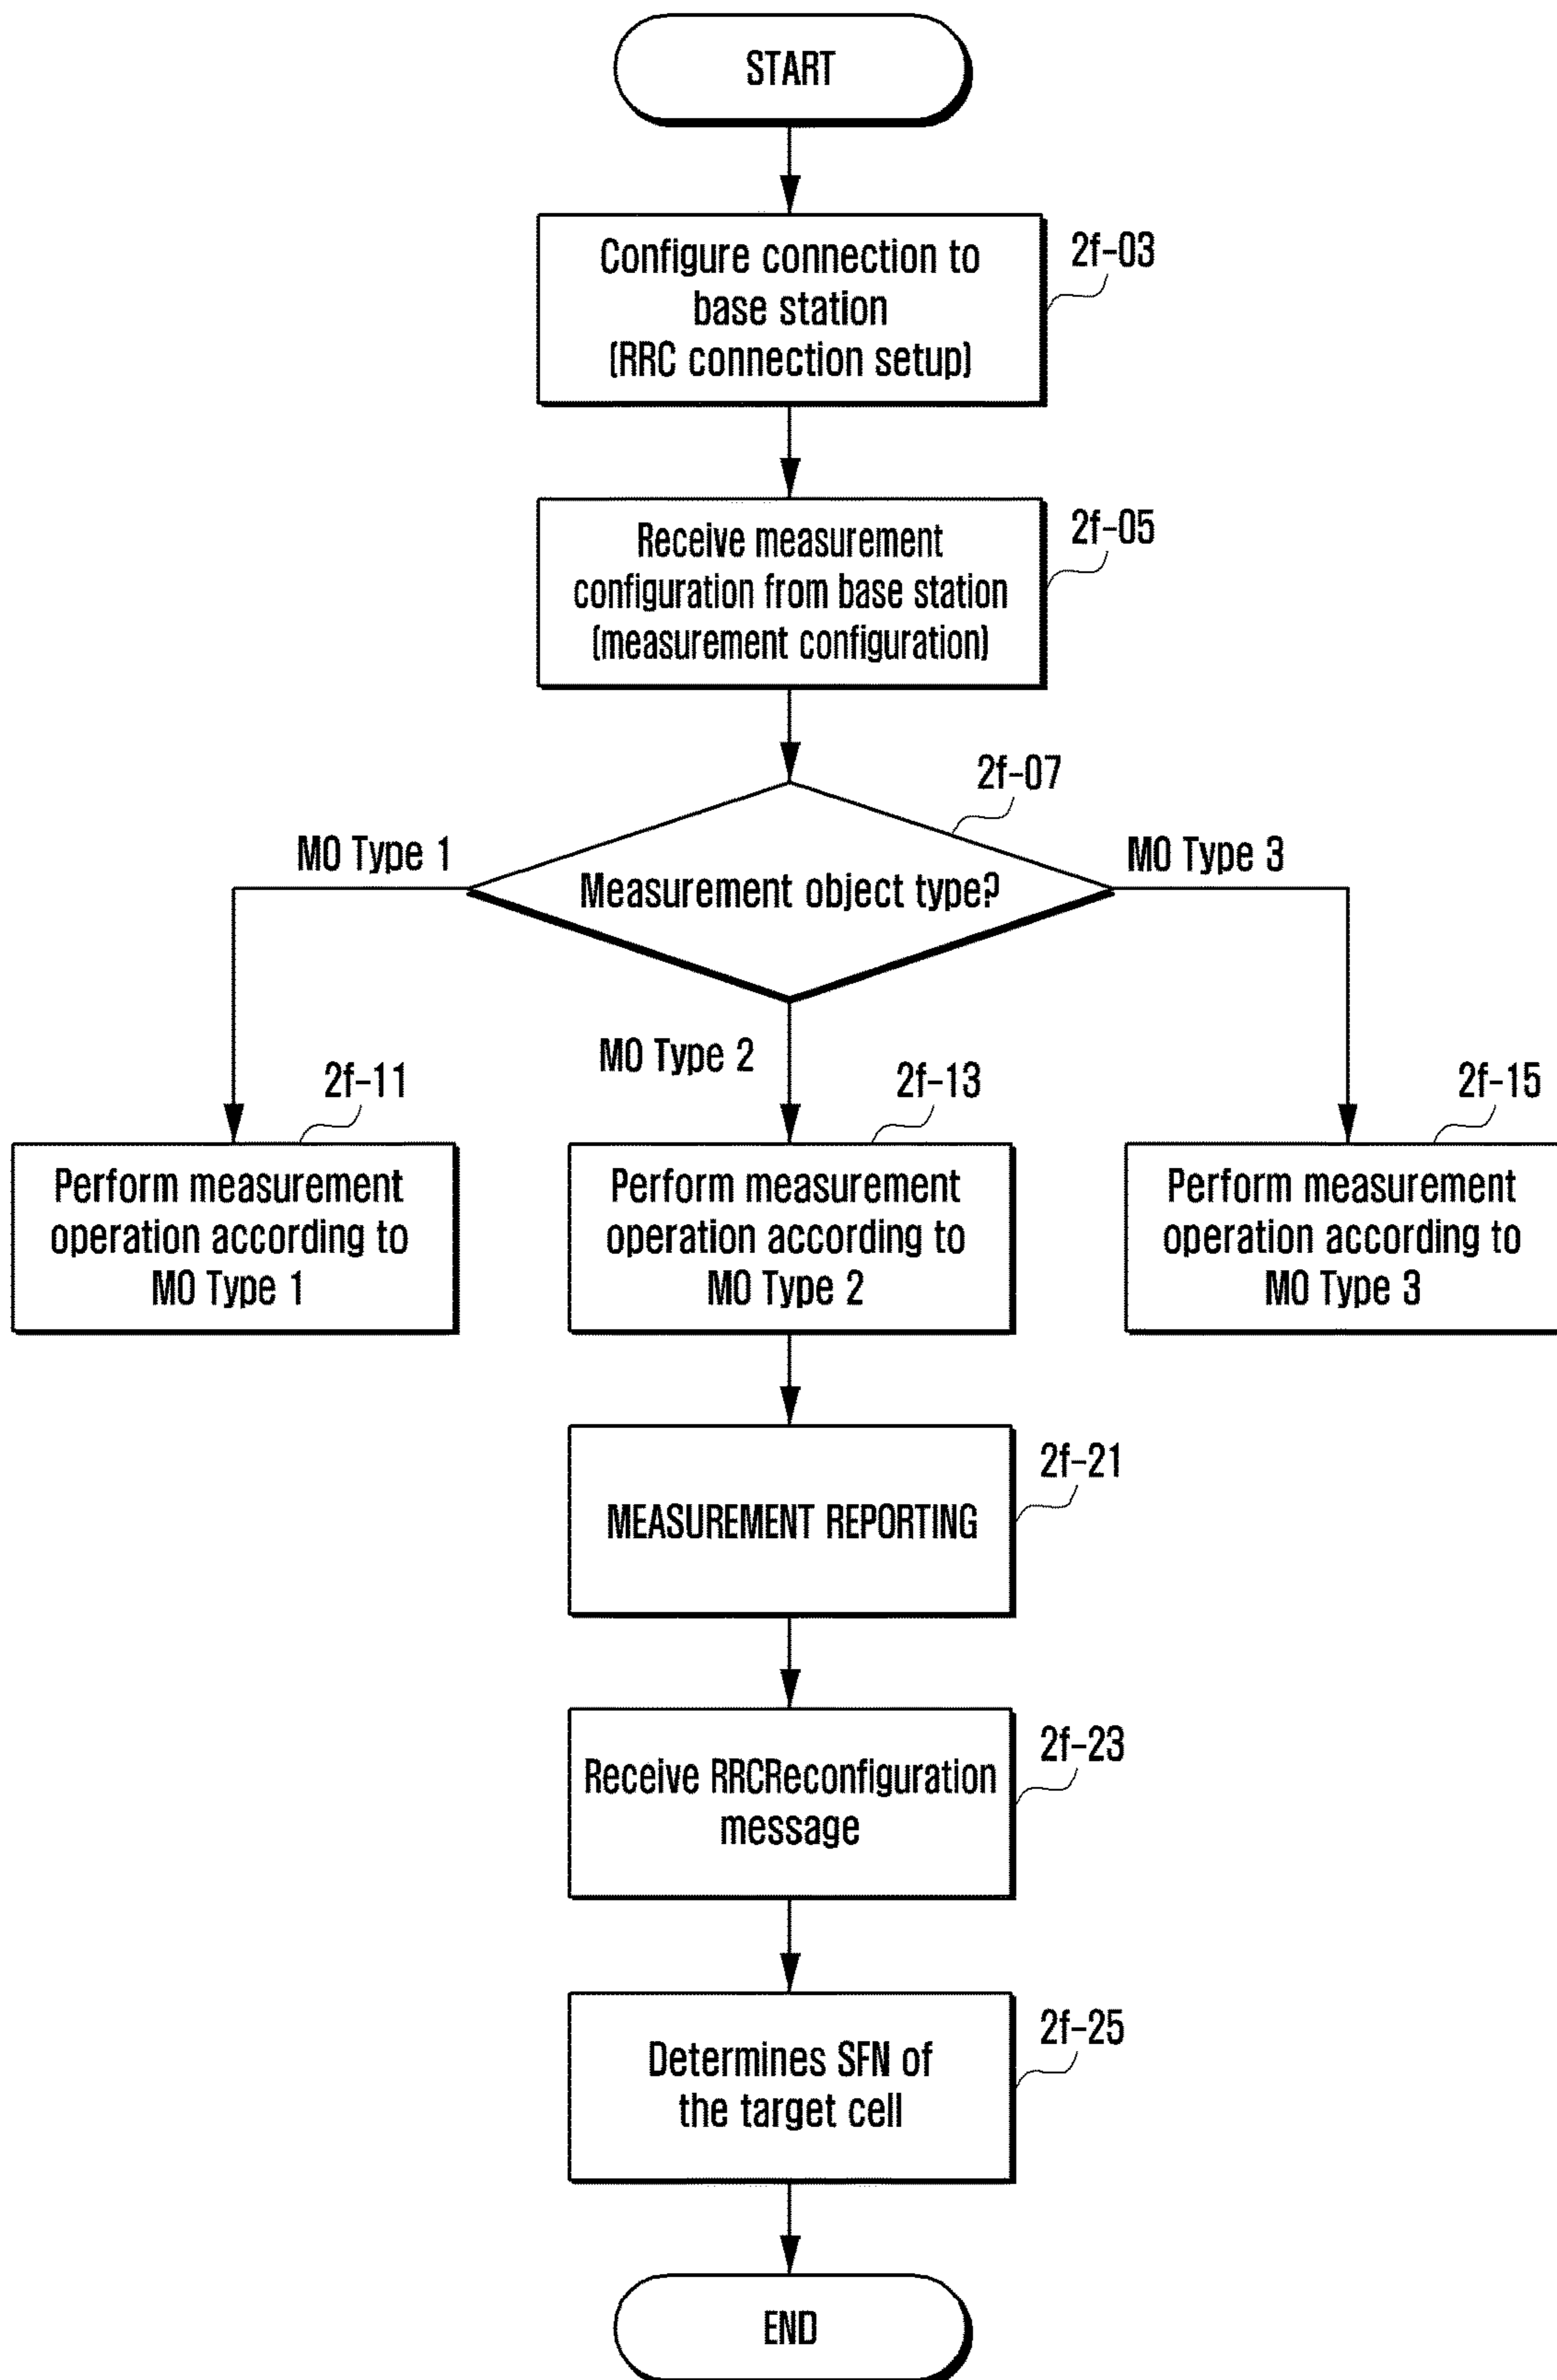 START
Configure connection to
base station
(RRC connection setup)
2f-03
Receive measurement
configuration from base station
(measurement configuration)
2f-05
2f-07
MO Type 1
Measurement object type?
MO Type 3
MO Type 2
2f-11
2f-13
2f-15
Perform measurement
operation according to
MO Type 1
Perform measurement
operation according to
MO Type 2
Perform measurement
operation according to
MO Type 3
2f-21
MEASUREMENT REPORTING
2f-23
Receive RRCReconfiguration
message
2f-25
Determines SFN of
the target cell
END